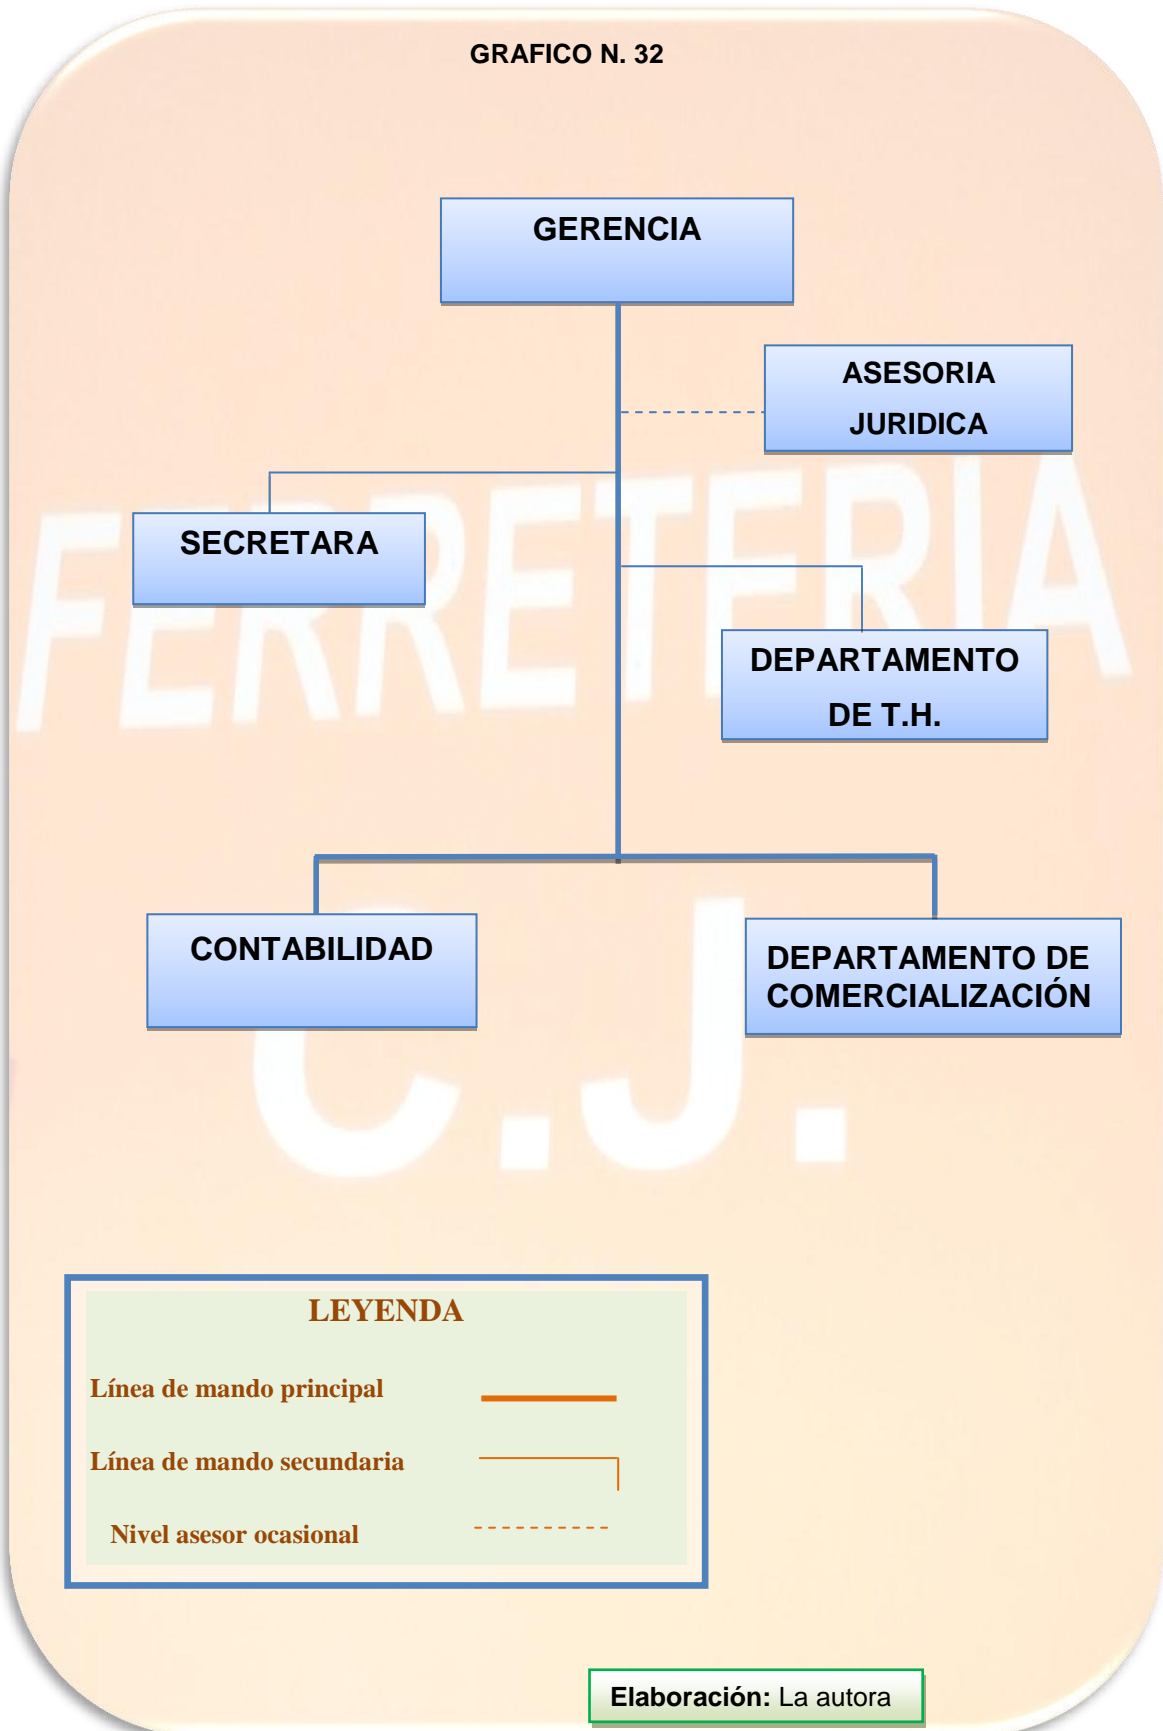 GRAFICO N. 32
GERENCIA
ASESORIA
JURIDICA
SECRETARA
FERRETERIA
DEPARTAMENTO
DE T.H.
CONTABILIDAD
DEPARTAMENTO DE
COMERCIALIZACIÓN
C.J.
LEYENDA
Línea de mando principal
Línea de mando secundaria
Nivel asesor ocasional
Elaboración: La autora